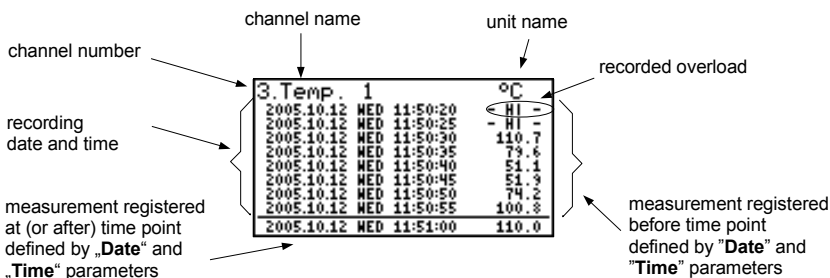 channel name
unit name
channel number
recorded overload
3.Temp. 1 °C
2005.10.12 WED 11:50:20 - HI -
2005.10.12 WED 11:50:25 - HI -
2005.10.12 WED 11:50:30 110.7
2005.10.12 WED 11:50:35 79.6
2005.10.12 WED 11:50:40 51.1
2005.10.12 WED 11:50:45 51.9
2005.10.12 WED 11:50:50 74.2
2005.10.12 WED 11:50:55 100.8
2005.10.12 WED 11:51:00 110.0
recording
date and time
measurement registered
at (or after) time point
defined by „Date“ and
„Time“ parameters
measurement registered
before time point
defined by ”Date” and
”Time” parameters